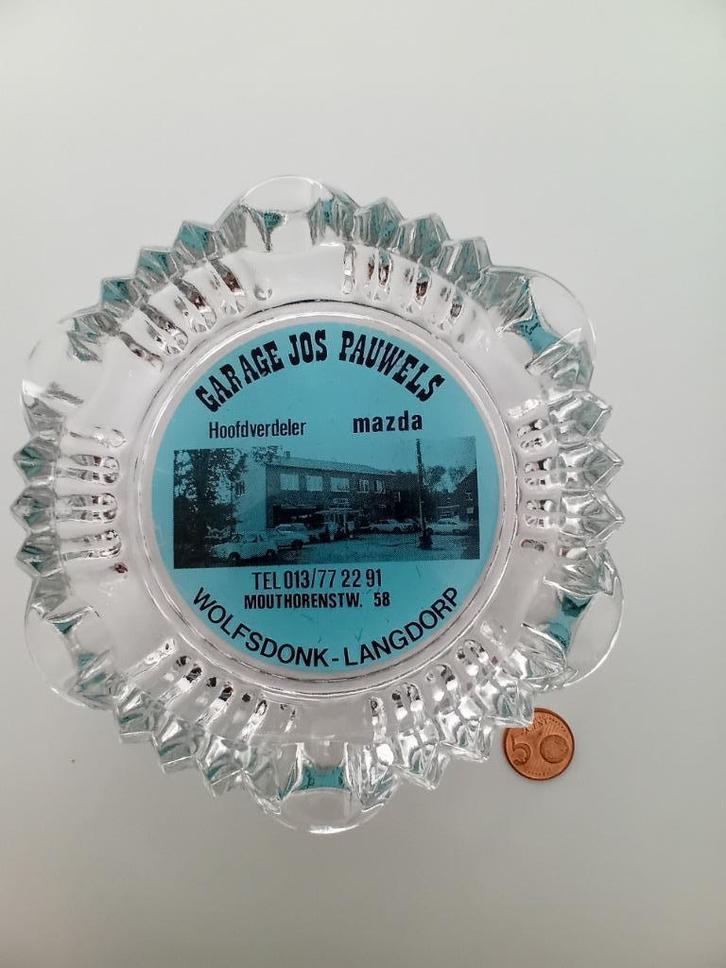 GARAGE JOS PAUWELS
Hoofdverdeler mazda
TEL 013/77 22 91
MOUTHORENSTW. 58
WOLFSDONK-LANGDORP